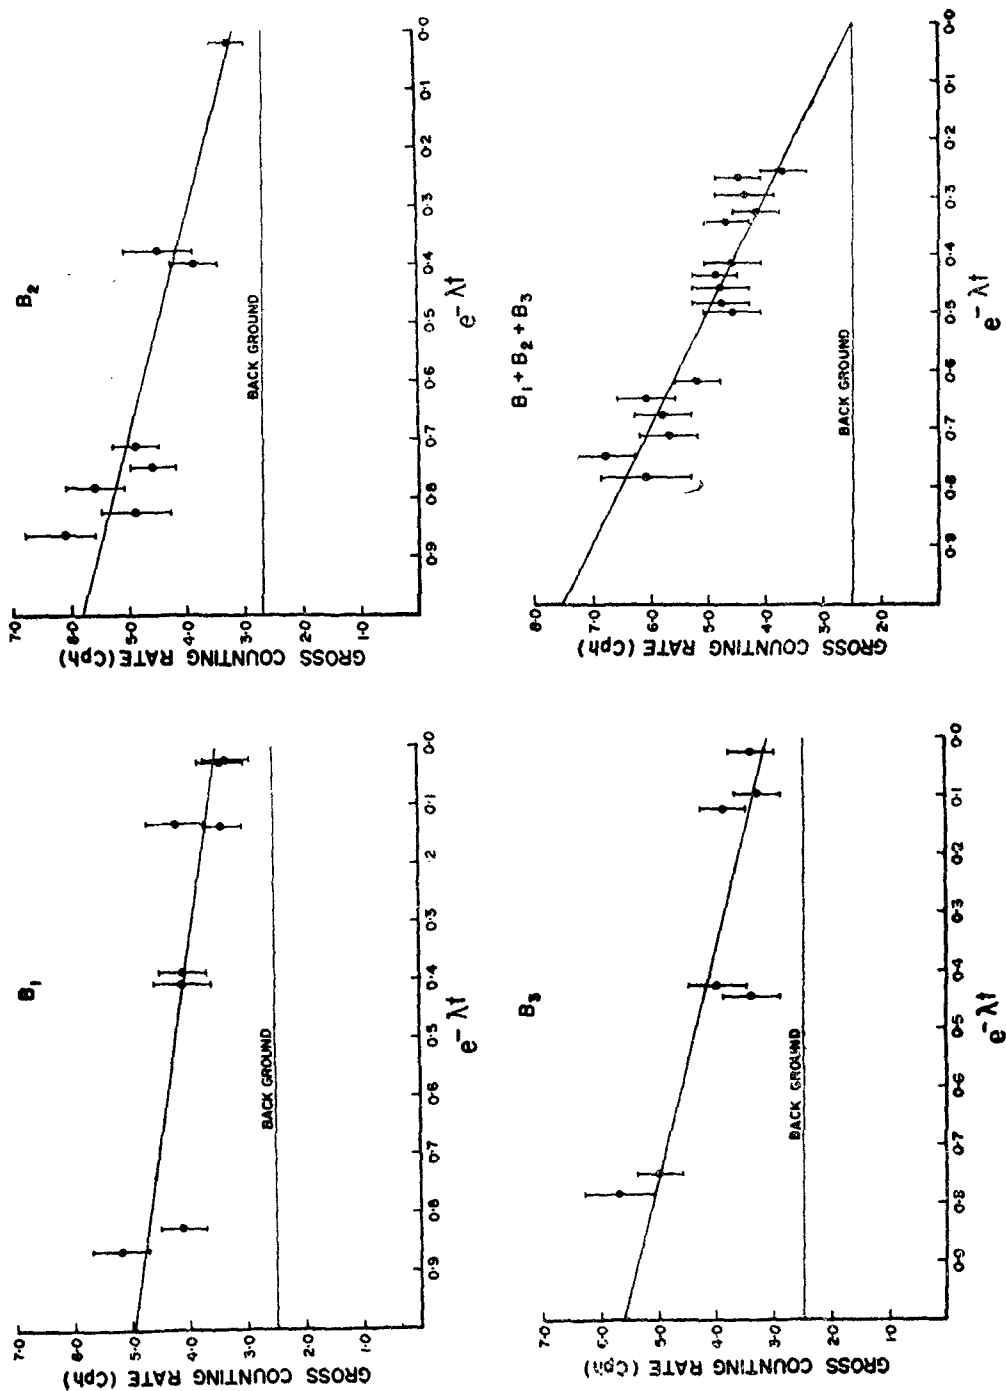 B₁
GROSS COUNTING RATE (Cph)
7·0
6·0
5·0
4·0
3·0
2·0
1·0
BACK GROUND
0·9 0·8 0·7 0·6 0·5 0·4 0·3 ·2 0·1 0·0
e⁻ λt
B₂
GROSS COUNTING RATE (Cph)
7·0
6·0
5·0
4·0
3·0
2·0
1·0
BACK GROUND
0·9 0·8 0·7 0·6 0·5 0·4 0·3 0·2 0·1 0·0
e⁻ λt
B₃
GROSS COUNTING RATE (Cph)
7·0
6·0
5·0
4·0
3·0
2·0
1·0
BACK GROUND
0·9 0·8 0·7 0·6 0·5 0·4 0·3 0·2 0·1 0·0
e⁻ λt
B₁ + B₂ + B₃
GROSS COUNTING RATE (Cph)
8·0
7·0
6·0
5·0
4·0
3·0
2·0
BACK GROUND
0·9 0·8 0·7 0·6 0·5 0·4 0·3 0·2 0·1 0·0
e⁻ λt